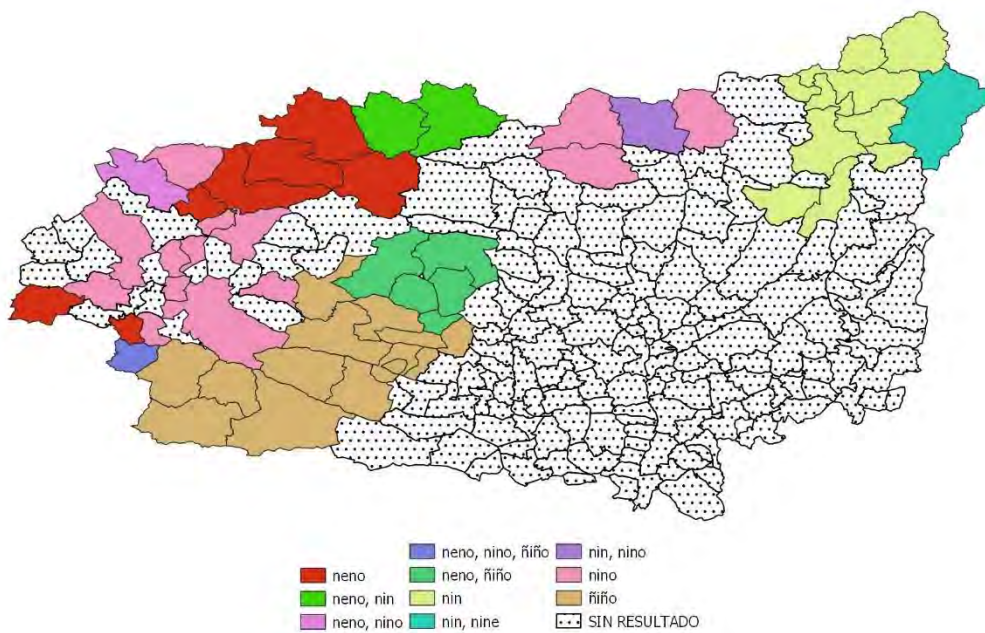 neno
neno, nin
neno, nino
neno, nino, ñiño
neno, ñiño
nin
nin, nine
nin, nino
nino
ñiño
SIN RESULTADO